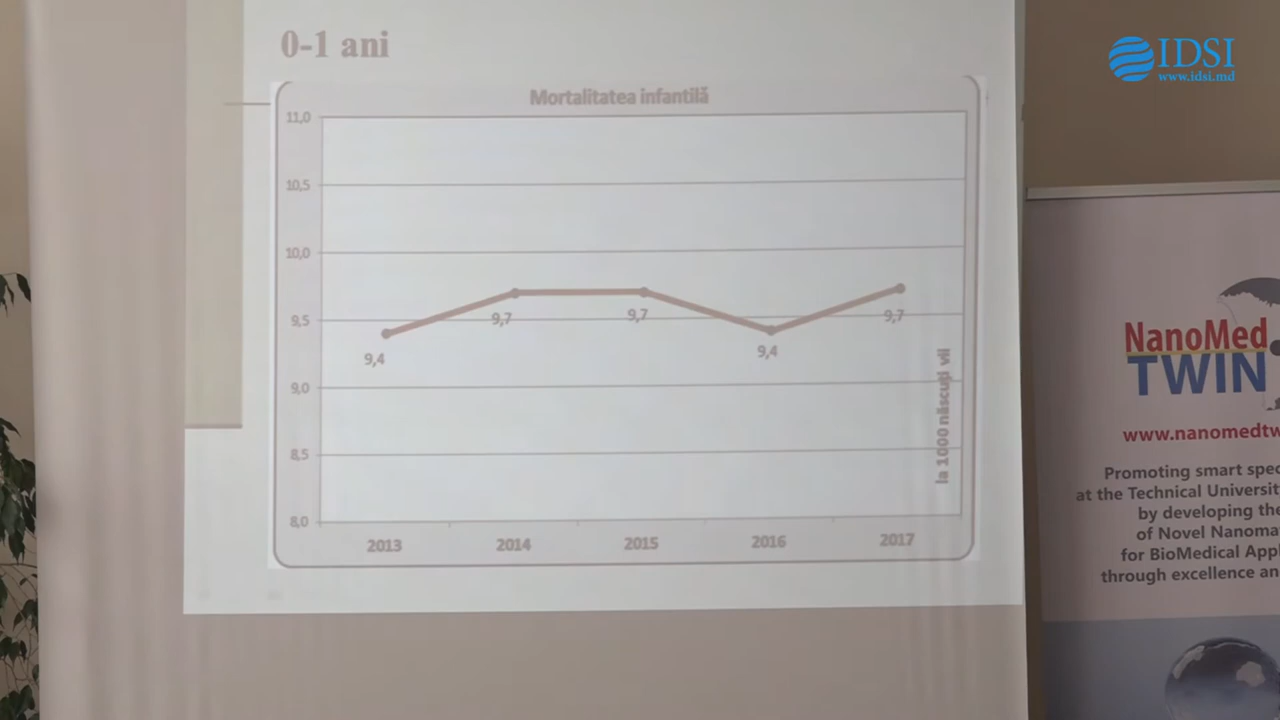 0-1 ani
IDSI
www.idsi.md
Mortalitatea infantilă
11,0
10,5
10,0
9,5
9,0
8,5
8,0
9,4
9,7
9,7
9,4
9,7
la 1000 născuți vii
2013
2014
2015
2016
2017
NanoMed
TWIN
www.nanomedtw
Promoting smart spec
at the Technical Universit
by developing the
of Novel Nanoma
for BioMedical Appl
through excellence an